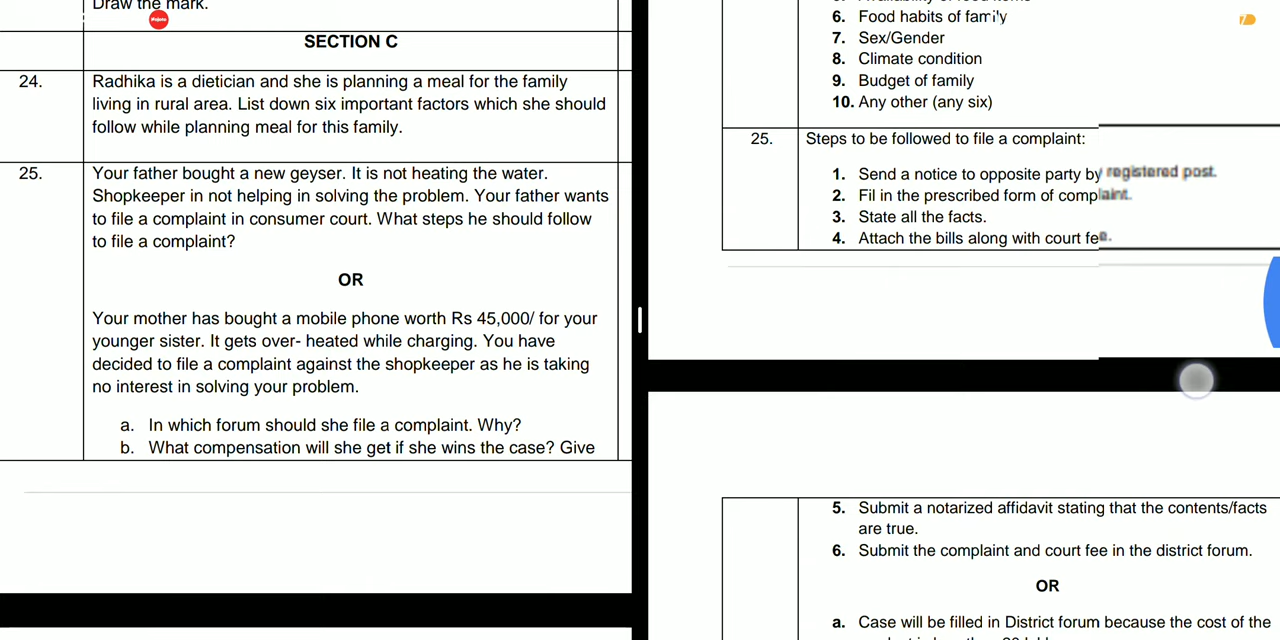 Draw the mark.
SECTION C
24.
Radhika is a dietician and she is planning a meal for the family
living in rural area. List down six important factors which she should
follow while planning meal for this family.
25.
Your father bought a new geyser. It is not heating the water.
Shopkeeper in not helping in solving the problem. Your father wants
to file a complaint in consumer court. What steps he should follow
to file a complaint?
OR
Your mother has bought a mobile phone worth Rs 45,000/ for your
younger sister. It gets over- heated while charging. You have
decided to file a complaint against the shopkeeper as he is taking
no interest in solving your problem.
a. In which forum should she file a complaint. Why?
b. What compensation will she get if she wins the case? Give
6. Food habits of family
7. Sex/Gender
8. Climate condition
9. Budget of family
10. Any other (any six)
25.
Steps to be followed to file a complaint:
1. Send a notice to opposite party by registered post.
2. Fil in the prescribed form of complaint.
3. State all the facts.
4. Attach the bills along with court fee.
5. Submit a notarized affidavit stating that the contents/facts
are true.
6. Submit the complaint and court fee in the district forum.
OR
a. Case will be filled in District forum because the cost of the